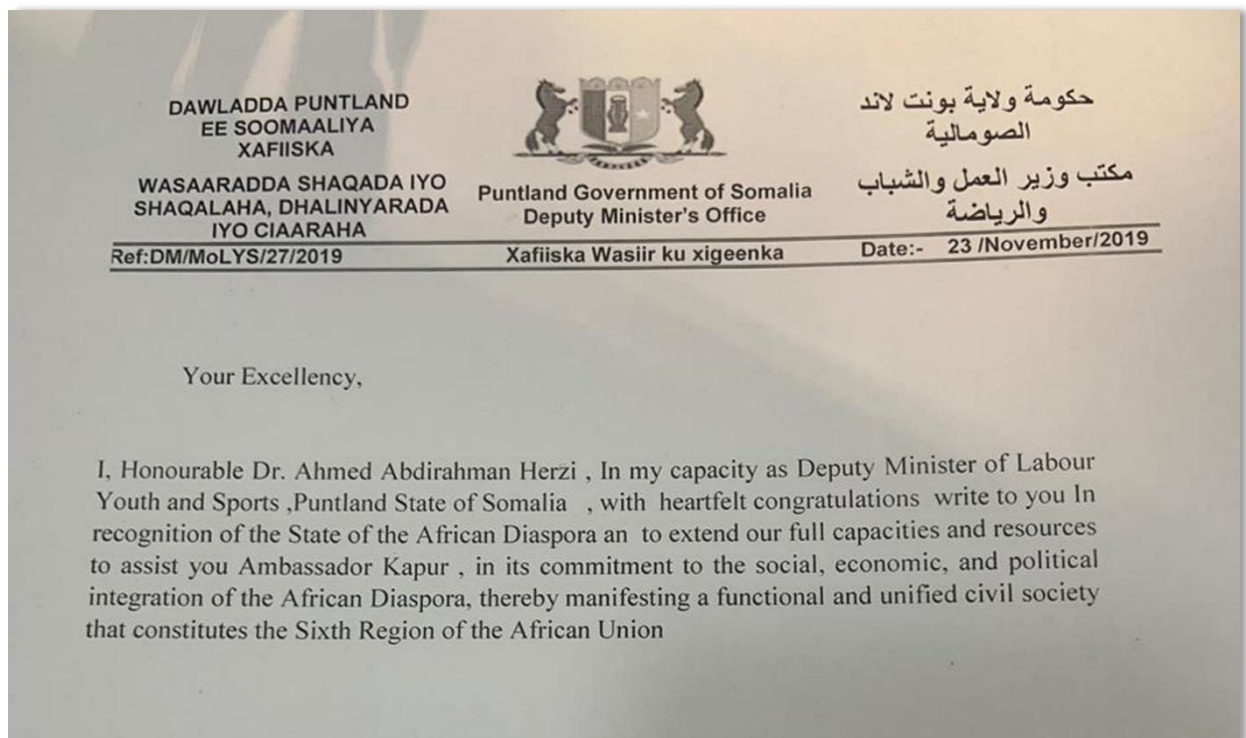 DAWLADDA PUNTLAND
EE SOOMAALIYA
XAFIISKA
WASAARADDA SHAQADA IYO
SHAQALAHA, DHALINYARADA
IYO CIAARAHA
Puntland Government of Somalia
Deputy Minister's Office
حكومة ولاية بونت لاند
الصومالية
مكتب وزير العمل والشباب
والرياضة
Ref:DM/MoLYS/27/2019 Xafiiska Wasiir ku xigeenka Date:- 23 /November/2019
Your Excellency,
I, Honourable Dr. Ahmed Abdirahman Herzi , In my capacity as Deputy Minister of Labour
Youth and Sports ,Puntland State of Somalia , with heartfelt congratulations write to you In
recognition of the State of the African Diaspora an to extend our full capacities and resources
to assist you Ambassador Kapur , in its commitment to the social, economic, and political
integration of the African Diaspora, thereby manifesting a functional and unified civil society
that constitutes the Sixth Region of the African Union